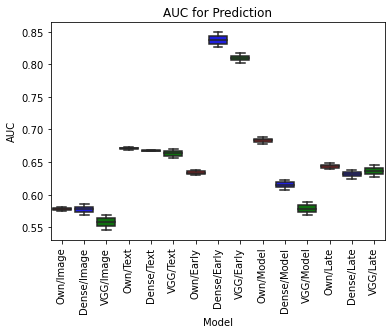 AUC for Prediction
AUC
0.85
0.80
0.75
0.70
0.65
0.60
0.55
Own/Image
Dense/Image
VGG/Image
Own/Text
Dense/Text
VGG/Text
Own/Early
Dense/Early
VGG/Early
Own/Model
Dense/Model
VGG/Model
Own/Late
Dense/Late
VGG/Late
Model